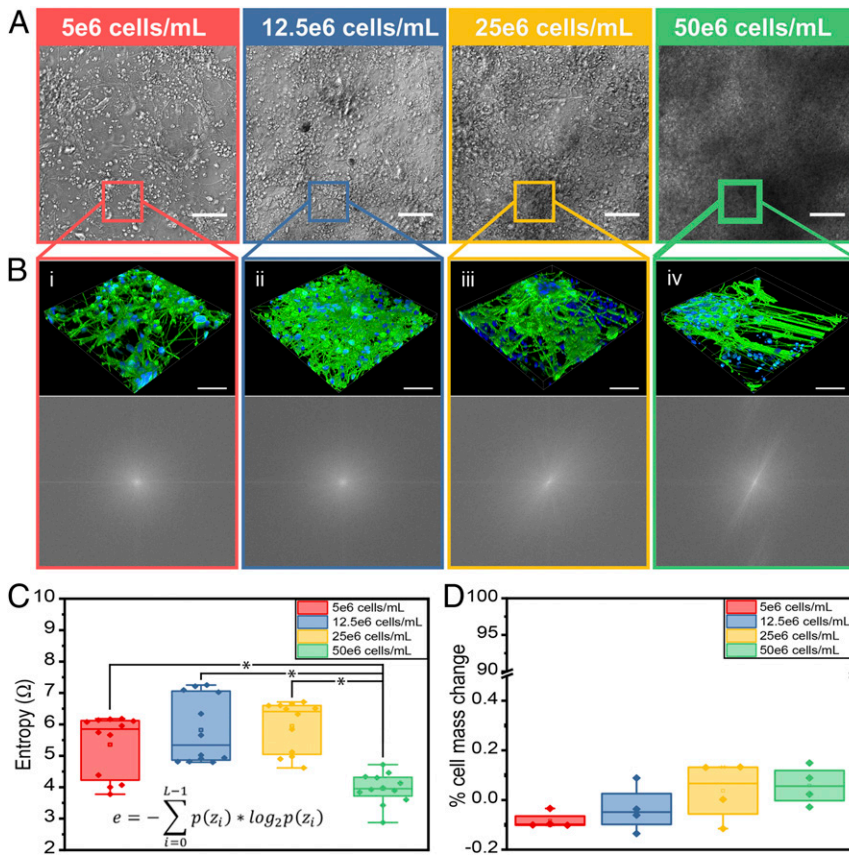 A
5e6 cells/mL
12.5e6 cells/mL
25e6 cells/mL
50e6 cells/mL
B
i
ii
iii
iv
C
10
9
8
7
6
5
4
3
2
Entropy (Ω)
5e6 cells/mL
12.5e6 cells/mL
25e6 cells/mL
50e6 cells/mL
*
*
*
e = − ∑ p(z_i) * log_2 p(z_i)
L−1
i=0
D
100
95
90
0.4
0.2
0.0
-0.2
% cell mass change
5e6 cells/mL
12.5e6 cells/mL
25e6 cells/mL
50e6 cells/mL